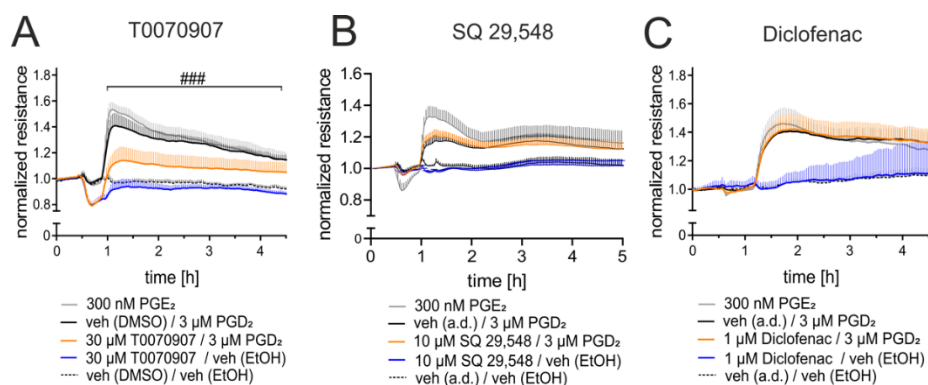 A
T0070907
normalized resistance
1.6
1.4
1.2
1.0
0.8
0
###
0
1
2
3
4
time [h]
300 nM PGE₂
veh (DMSO) / 3 µM PGD₂
30 µM T0070907 / 3 µM PGD₂
30 µM T0070907 / veh (EtOH)
veh (DMSO) / veh (EtOH)
B
SQ 29,548
normalized resistance
1.6
1.4
1.2
1.0
0.8
0
0
1
2
3
4
5
time [h]
300 nM PGE₂
veh (a.d.) / 3 µM PGD₂
10 µM SQ 29,548 / 3 µM PGD₂
10 µM SQ 29,548 / veh (EtOH)
veh (a.d.) / veh (EtOH)
C
Diclofenac
normalized resistance
1.8
1.6
1.4
1.2
1.0
0
0
1
2
3
4
time [h]
300 nM PGE₂
veh (a.d.) / 3 µM PGD₂
1 µM Diclofenac / 3 µM PGD₂
1 µM Diclofenac / veh (EtOH)
veh (a.d.) / veh (EtOH)